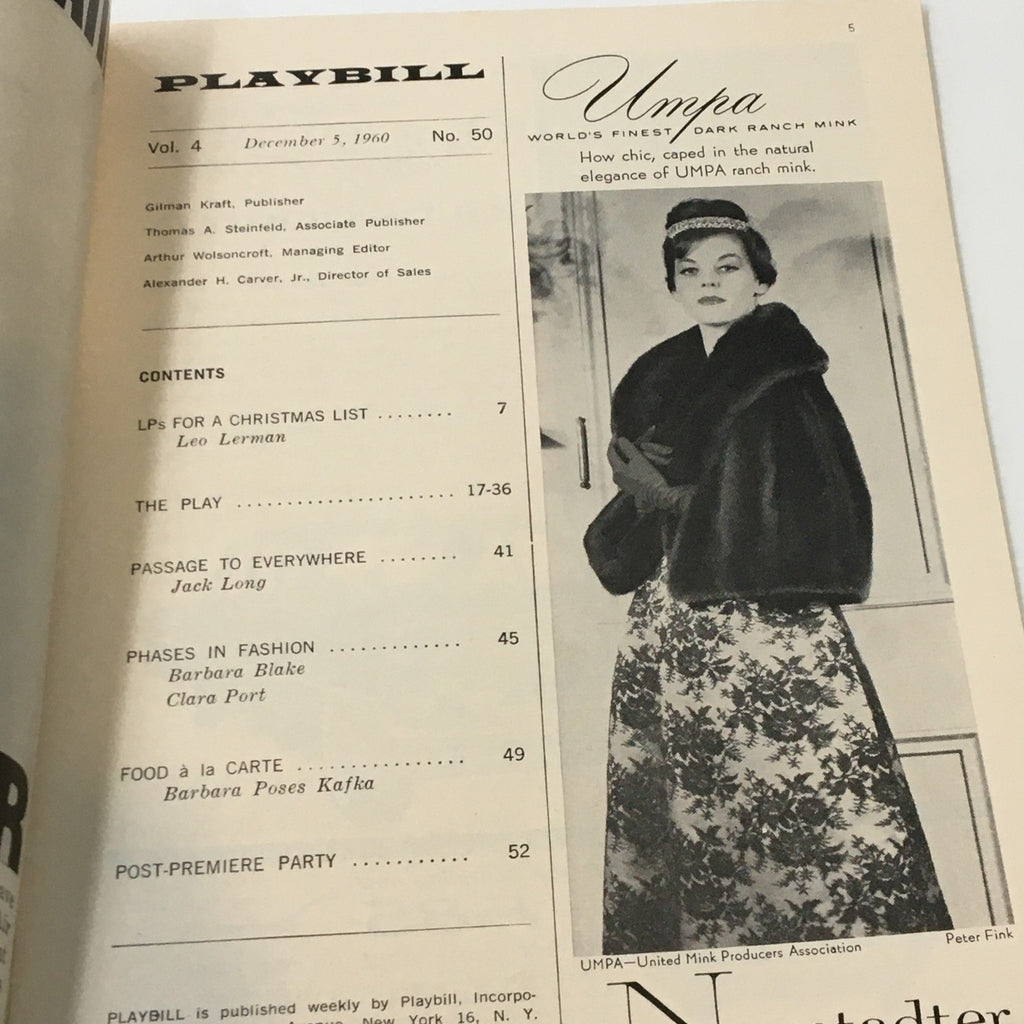 5
PLAYBILL
Vol. 4 December 5, 1960 No. 50
Gilman Kraft, Publisher
Thomas A. Steinfeld, Associate Publisher
Arthur Wolsoncroft, Managing Editor
Alexander H. Carver, Jr., Director of Sales
CONTENTS
LPs FOR A CHRISTMAS LIST ........ 7
Leo Lerman
THE PLAY ...................... 17-36
PASSAGE TO EVERYWHERE ........ 41
Jack Long
PHASES IN FASHION ............. 45
Barbara Blake
Clara Port
FOOD à la CARTE ................ 49
Barbara Poses Kafka
POST-PREMIERE PARTY ........... 52
PLAYBILL is published weekly by Playbill, Incorpo-
New York 16, N. Y.
Umpa
WORLD'S FINEST DARK RANCH MINK
How chic, caped in the natural
elegance of UMPA ranch mink.
Peter Fink
UMPA—United Mink Producers Association